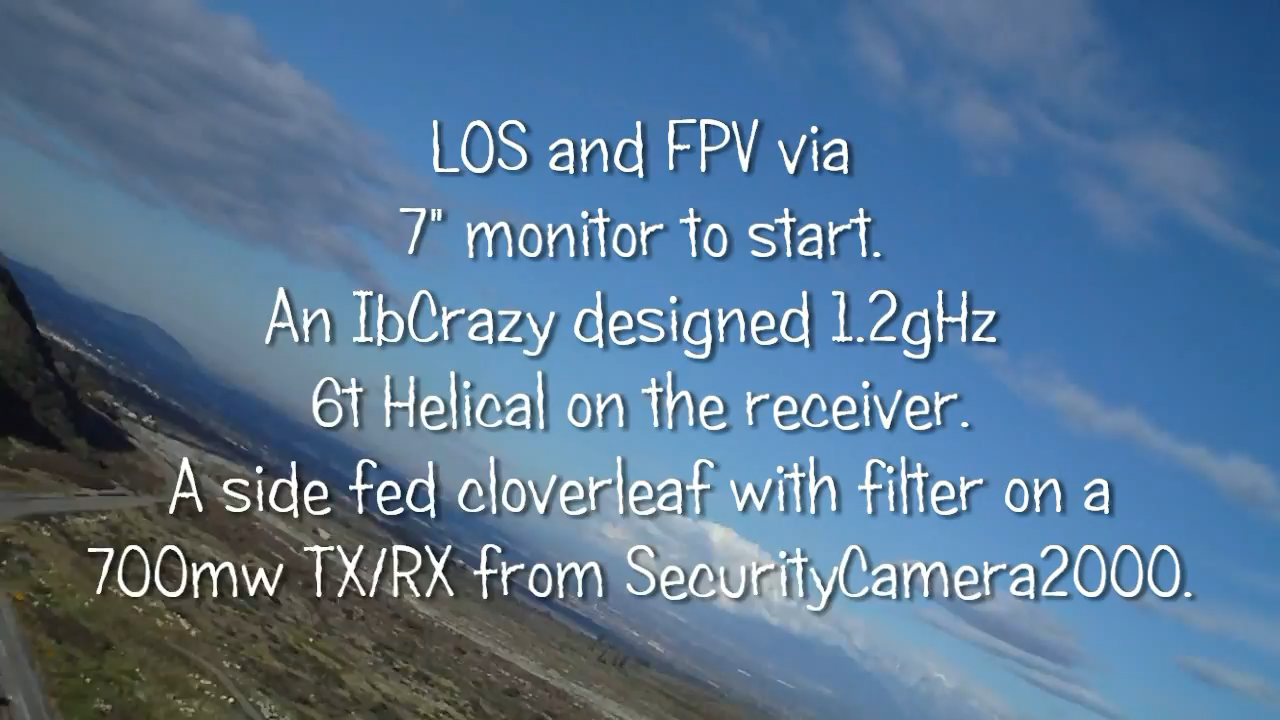 LOS and FPV via
7" monitor to start.
An IbCrazy designed 1.2gHz
6t Helical on the receiver.
A side fed cloverleaf with filter on a
700mw TX/RX from SecurityCamera2000.